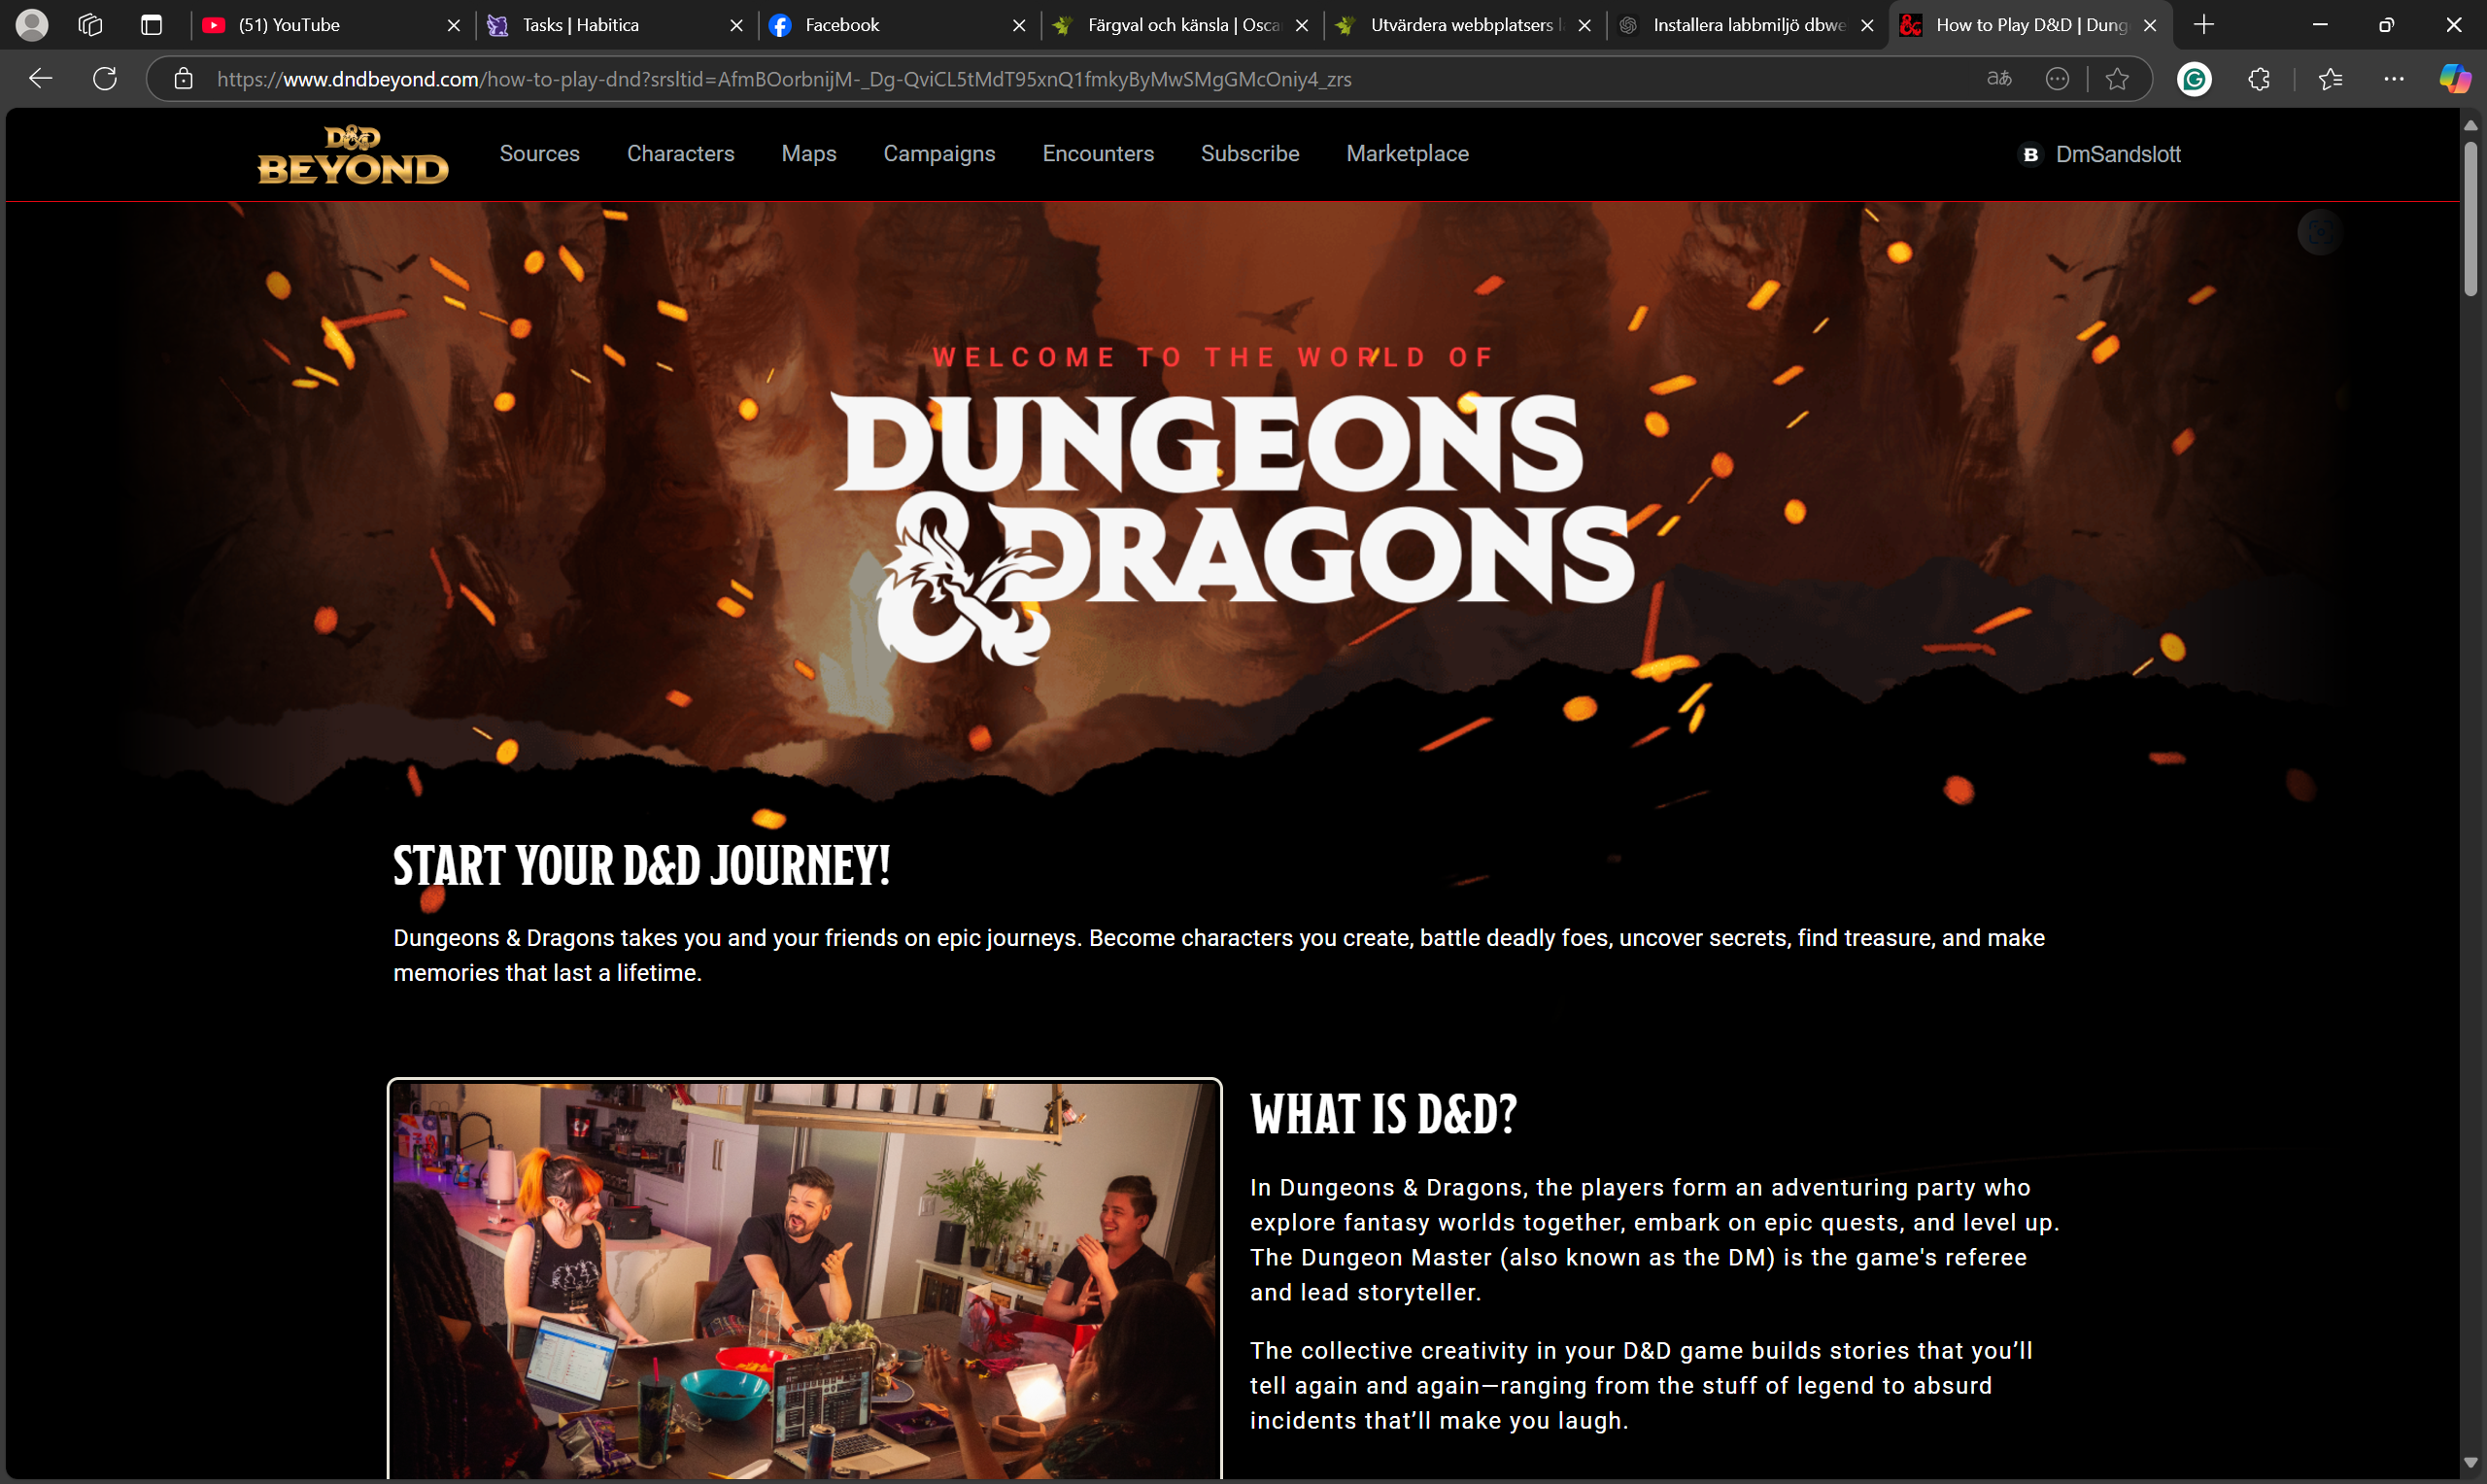 (51) YouTube
Tasks | Habitica
Facebook
Färgval och känsla | Osca
Utvärdera webbplatsers l
Installera labbmiljö dbwe
How to Play D&D | Dung
https://www.dndbeyond.com/how-to-play-dnd?srsltid=AfmBOorbnijM-_Dg-QviCL5tMdT95xnQ1fmkyByMwSMgGMcOniy4_zrs
D&D
BEYOND
Sources
Characters
Maps
Campaigns
Encounters
Subscribe
Marketplace
B DmSandslott
WELCOME TO THE WORLD OF
DUNGEONS
& DRAGONS
START YOUR D&D JOURNEY!
Dungeons & Dragons takes you and your friends on epic journeys. Become characters you create, battle deadly foes, uncover secrets, find treasure, and make
memories that last a lifetime.
WHAT IS D&D?
In Dungeons & Dragons, the players form an adventuring party who
explore fantasy worlds together, embark on epic quests, and level up.
The Dungeon Master (also known as the DM) is the game's referee
and lead storyteller.
The collective creativity in your D&D game builds stories that you’ll
tell again and again—ranging from the stuff of legend to absurd
incidents that’ll make you laugh.